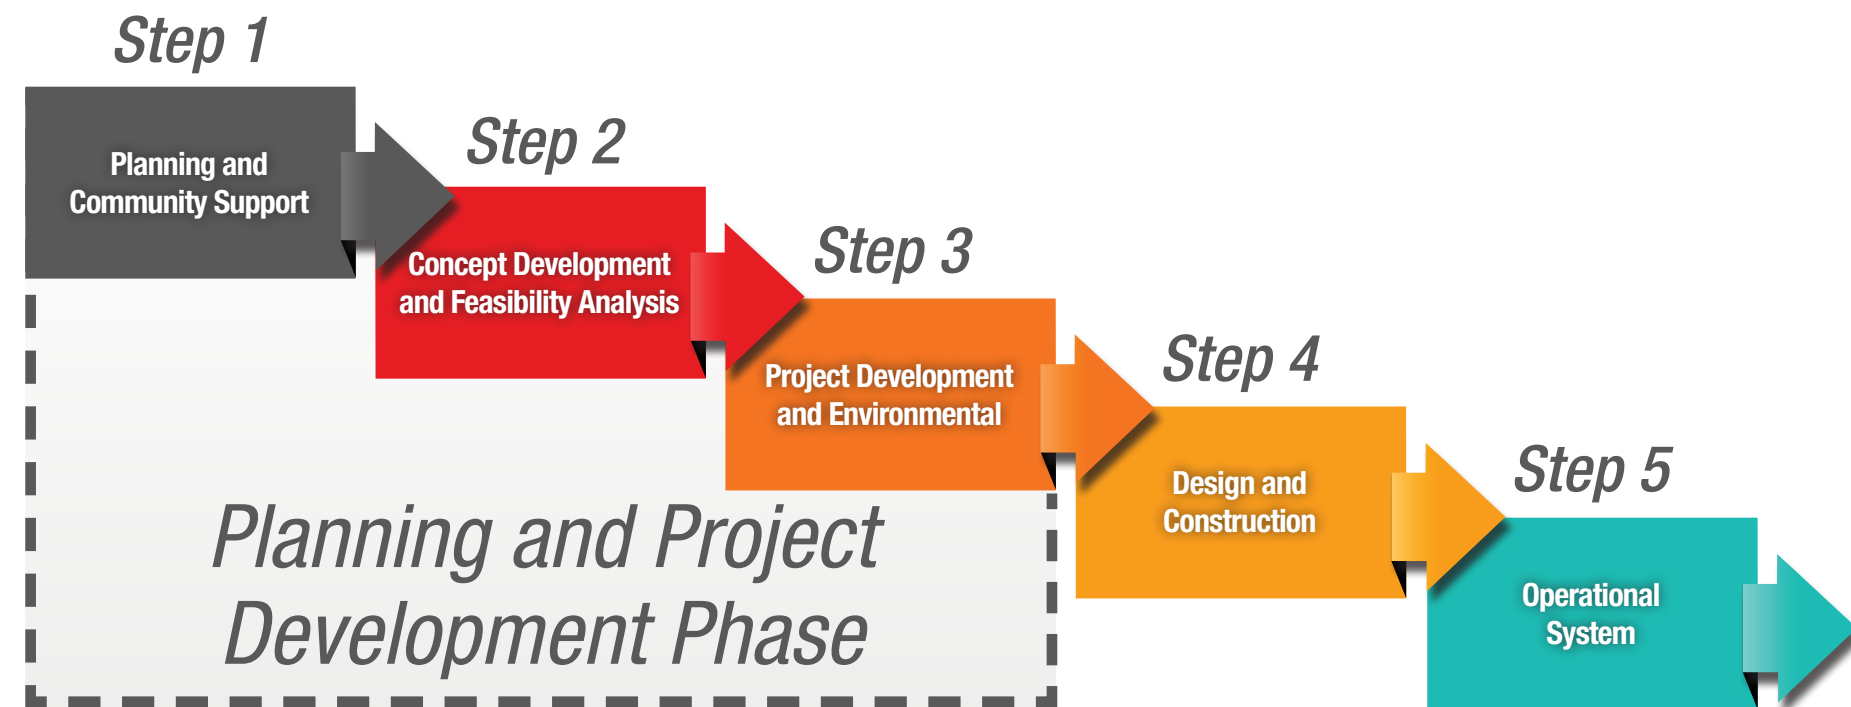 Step 1
Planning and
Community Support
Step 2
Concept Development
and Feasibility Analysis
Step 3
Project Development
and Environmental
Step 4
Design and
Construction
Step 5
Operational
System
Planning and Project
Development Phase